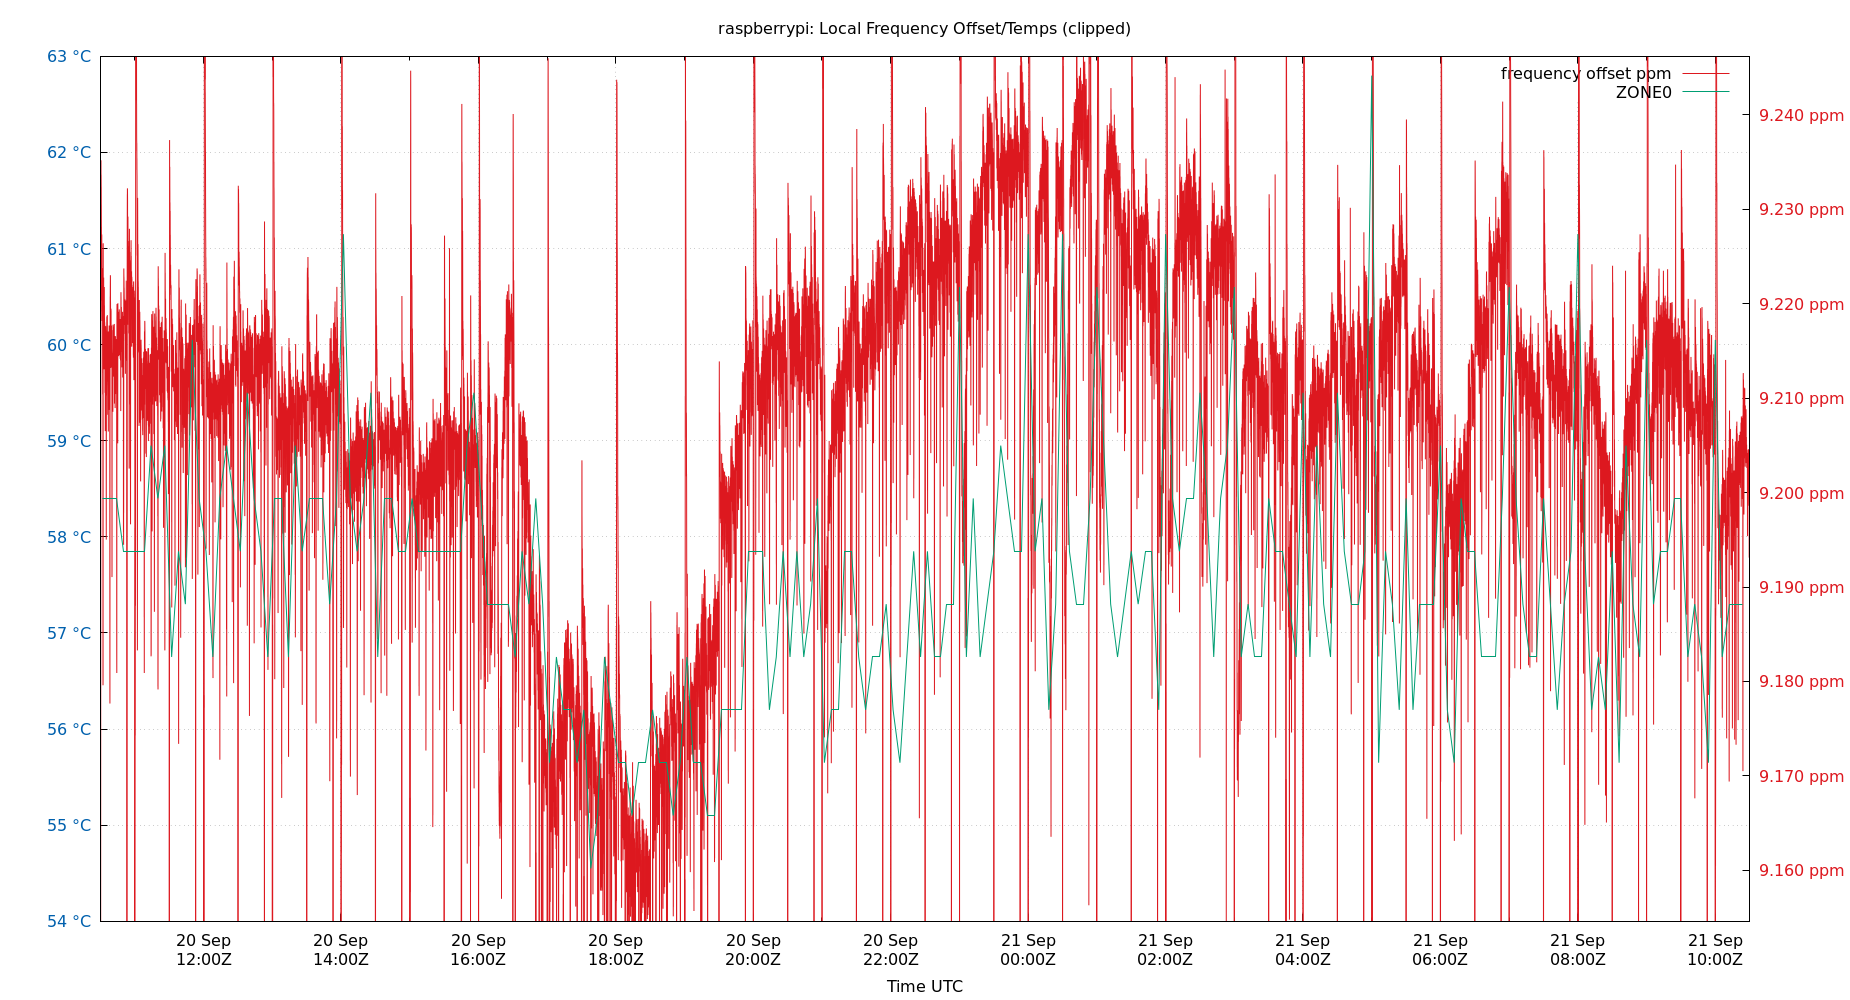 raspberrypi: Local Frequency Offset/Temps (clipped)
63 °C
62 °C
61 °C
60 °C
59 °C
58 °C
57 °C
56 °C
55 °C
54 °C
frequency offset ppm
ZONE0
9.240 ppm
9.230 ppm
9.220 ppm
9.210 ppm
9.200 ppm
9.190 ppm
9.180 ppm
9.170 ppm
9.160 ppm
20 Sep 20 Sep 20 Sep 20 Sep 20 Sep 20 Sep 21 Sep 21 Sep 21 Sep 21 Sep 21 Sep 21 Sep
12:00Z 14:00Z 16:00Z 18:00Z 20:00Z 22:00Z 00:00Z 02:00Z 04:00Z 06:00Z 08:00Z 10:00Z
Time UTC